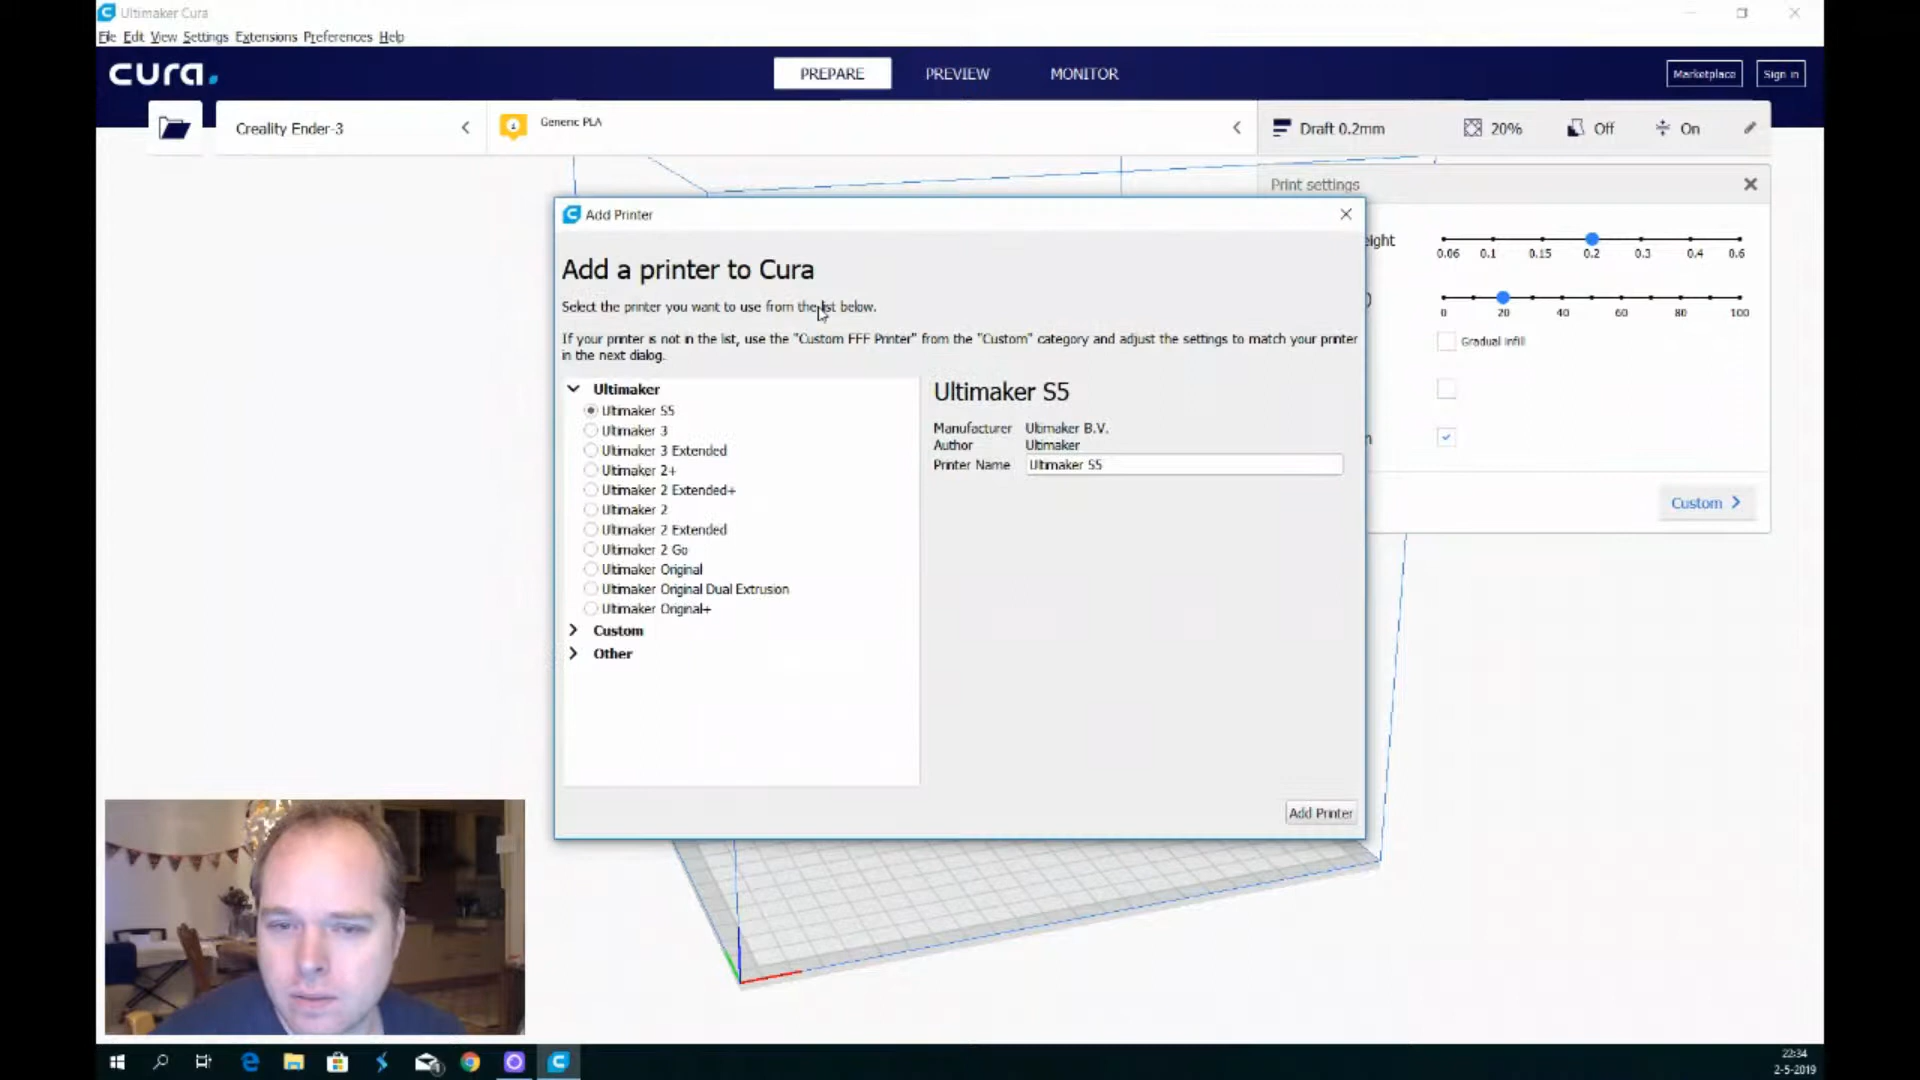 Ultimaker Cura
File Edit View Settings Extensions Preferences Help
cura.
PREPARE PREVIEW MONITOR
Marketplace Sign in
Creality Ender-3
Generic PLA
Draft 0.2mm 20% Off On
Print settings
Add Printer
eight
0.06 0.1 0.15 0.2 0.3 0.4 0.6
Add a printer to Cura
Select the printer you want to use from the list below.
0 20 40 60 80 100
If your printer is not in the list, use the "Custom FFF Printer" from the "Custom" category and adjust the settings to match your printer
in the next dialog.
Gradual infill
Ultimaker
Ultimaker S5
Ultimaker 3
Ultimaker 3 Extended
Ultimaker 2+
Ultimaker 2 Extended+
Ultimaker 2
Ultimaker 2 Extended
Ultimaker 2 Go
Ultimaker Original
Ultimaker Original Dual Extrusion
Ultimaker Original+
Custom
Other
Ultimaker S5
Manufacturer Ultimaker B.V.
Author Ultimaker
Printer Name Ultimaker S5
n
Custom
Add Printer
22:34
2-5-2019